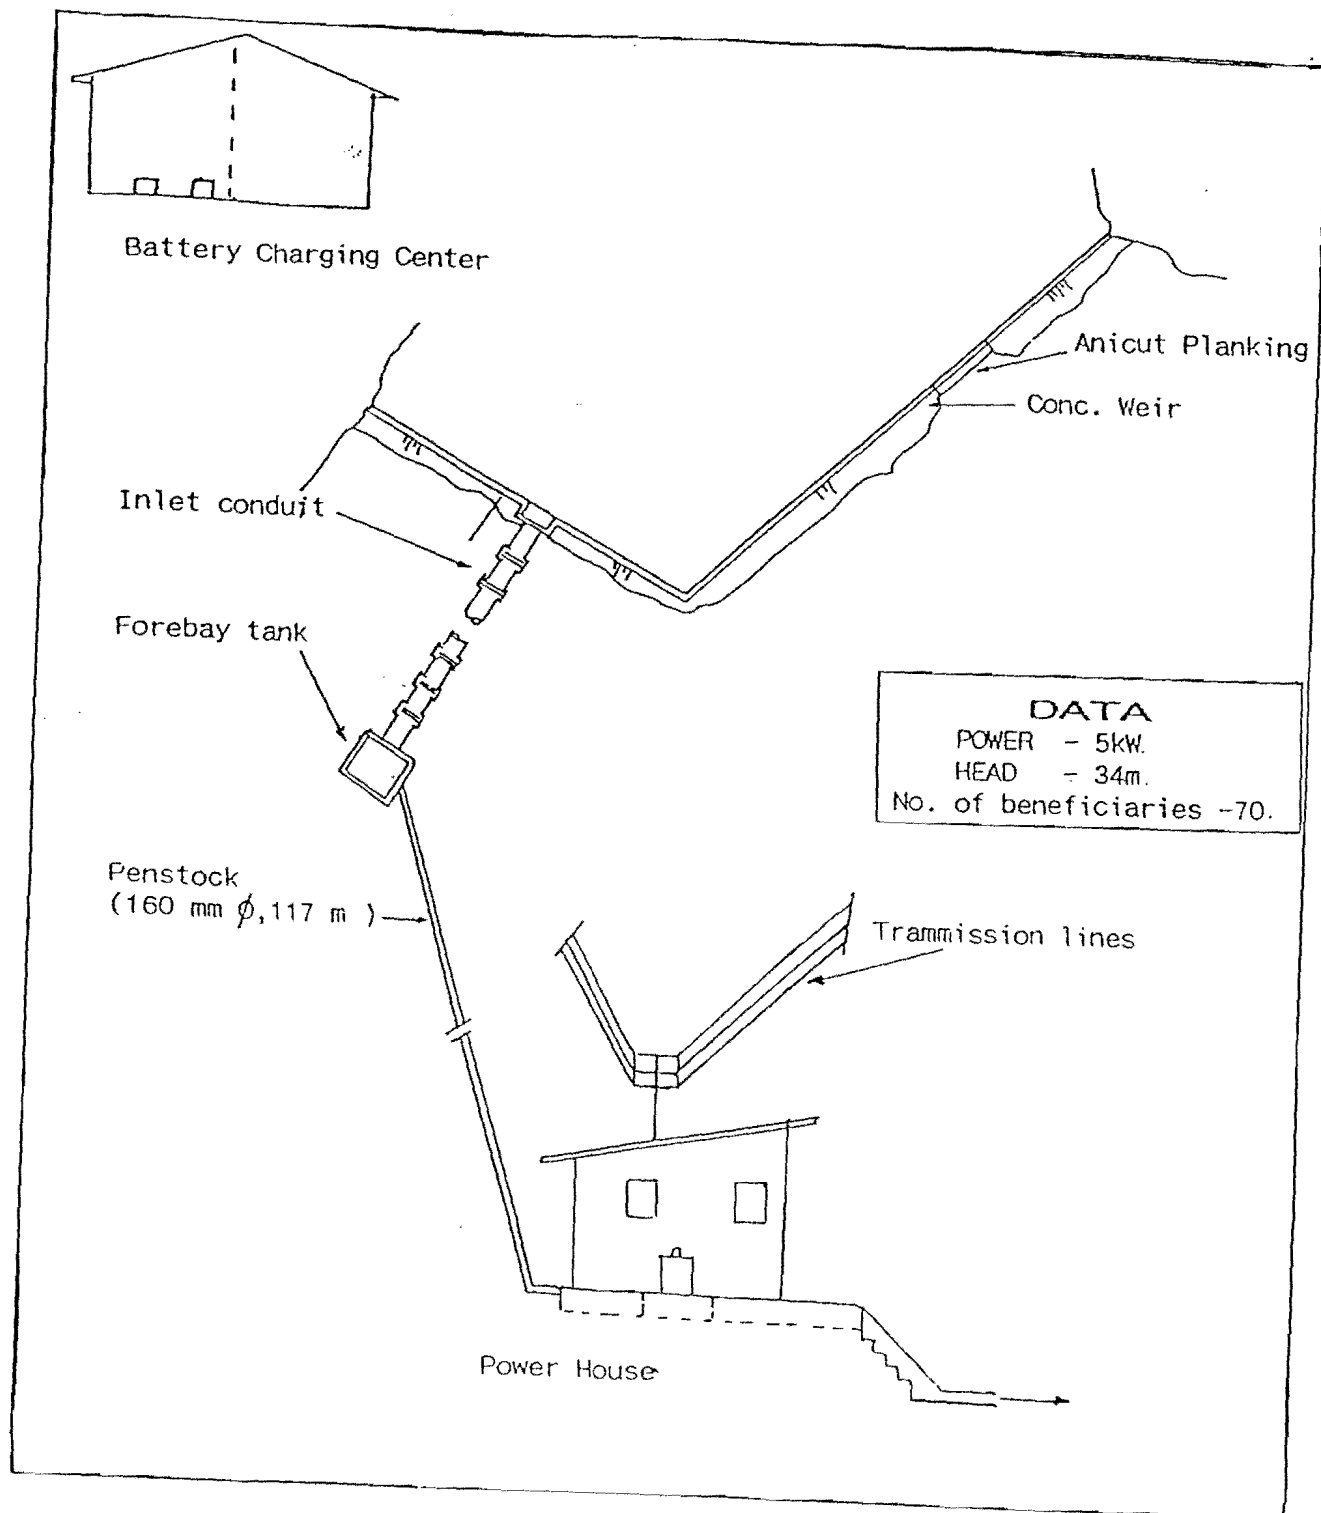 Battery Charging Center
Anicut Planking
Conc. Weir
Inlet conduit
Forebay tank
DATA
POWER - 5kW.
HEAD - 34m.
No. of beneficiaries -70.
Penstock
(160 mm ϕ,117 m )
Trammission lines
Power House